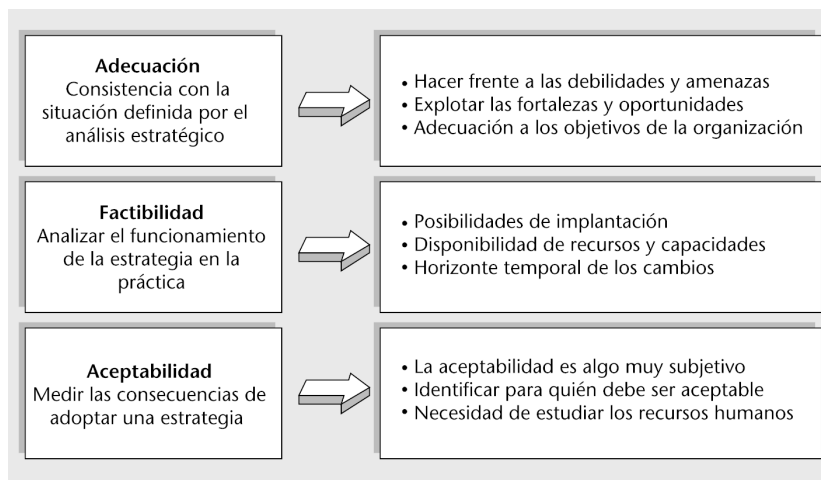 Adecuación
Consistencia con la
situación definida por el
análisis estratégico
• Hacer frente a las debilidades y amenazas
• Explotar las fortalezas y oportunidades
• Adecuación a los objetivos de la organización
Factibilidad
Analizar el funcionamiento
de la estrategia en la
práctica
• Posibilidades de implantación
• Disponibilidad de recursos y capacidades
• Horizonte temporal de los cambios
Aceptabilidad
Medir las consecuencias de
adoptar una estrategia
• La aceptabilidad es algo muy subjetivo
• Identificar para quién debe ser aceptable
• Necesidad de estudiar los recursos humanos